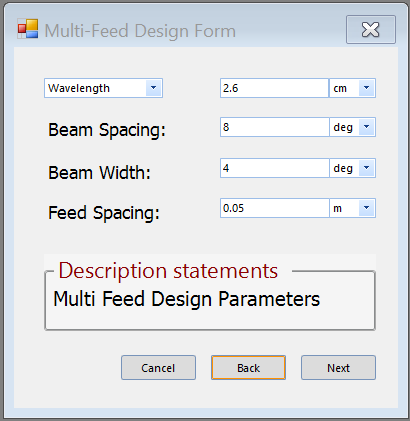 Multi-Feed Design Form
Wavelength 2.6 cm
Beam Spacing: 8 deg
Beam Width: 4 deg
Feed Spacing: 0.05 m
Description statements
Multi Feed Design Parameters
Cancel Back Next